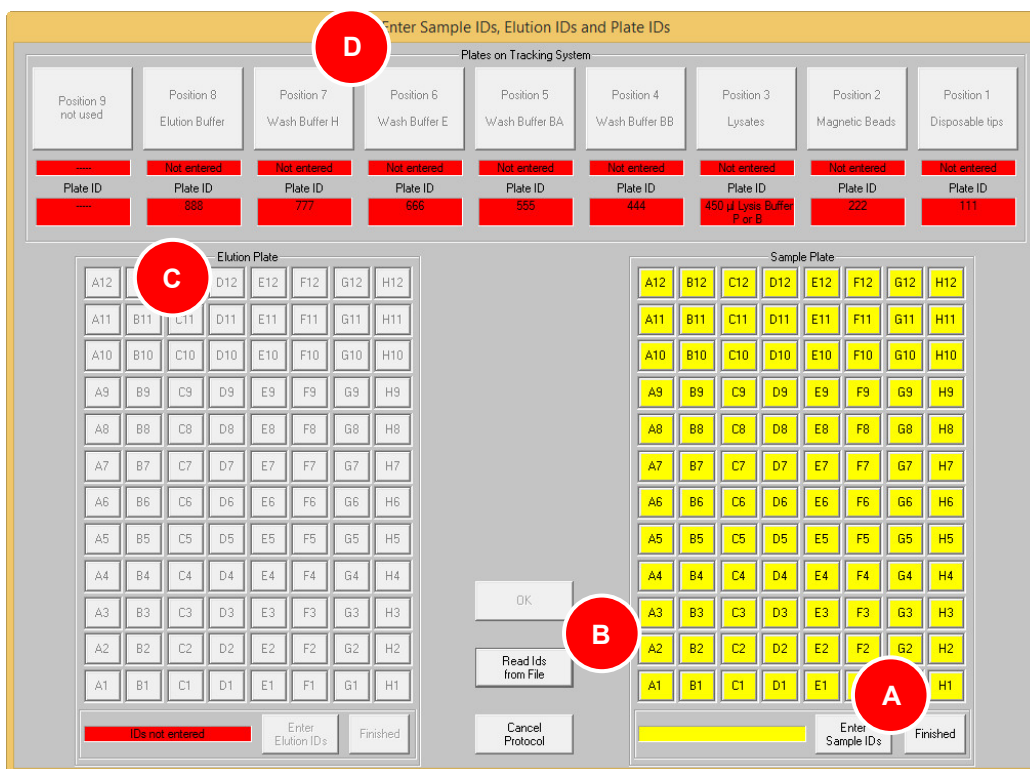 Enter Sample IDs, Elution IDs and Plate IDs
D
Plates on Tracking System
Position 9 not used
Position 8 Elution Buffer
Position 7 Wash Buffer H
Position 6 Wash Buffer E
Position 5 Wash Buffer BA
Position 4 Wash Buffer BB
Position 3 Lysates
Position 2 Magnetic Beads
Position 1 Disposable tips
----- Not entered Not entered Not entered Not entered Not entered Not entered Not entered Not entered
Plate ID Plate ID Plate ID Plate ID Plate ID Plate ID Plate ID Plate ID Plate ID
----- 888 777 666 555 444 450 µl Lysis Buffer P or B 222 111
C
Elution Plate
A12 D12 E12 F12 G12 H12
A11 B11 C11 D11 E11 F11 G11 H11
A10 B10 C10 D10 E10 F10 G10 H10
A9 B9 C9 D9 E9 F9 G9 H9
A8 B8 C8 D8 E8 F8 G8 H8
A7 B7 C7 D7 E7 F7 G7 H7
A6 B6 C6 D6 E6 F6 G6 H6
A5 B5 C5 D5 E5 F5 G5 H5
A4 B4 C4 D4 E4 F4 G4 H4
A3 B3 C3 D3 E3 F3 G3 H3
A2 B2 C2 D2 E2 F2 G2 H2
A1 B1 C1 D1 E1 F1 G1 H1
IDs not entered
Enter
Elution IDs
Finished
OK
B
Read Ids
from File
Cancel
Protocol
Sample Plate
A12 B12 C12 D12 E12 F12 G12 H12
A11 B11 C11 D11 E11 F11 G11 H11
A10 B10 C10 D10 E10 F10 G10 H10
A9 B9 C9 D9 E9 F9 G9 H9
A8 B8 C8 D8 E8 F8 G8 H8
A7 B7 C7 D7 E7 F7 G7 H7
A6 B6 C6 D6 E6 F6 G6 H6
A5 B5 C5 D5 E5 F5 G5 H5
A4 B4 C4 D4 E4 F4 G4 H4
A3 B3 C3 D3 E3 F3 G3 H3
A2 B2 C2 D2 E2 F2 G2 H2
A1 B1 C1 D1 E1 H1
A
Enter
Sample IDs
Finished